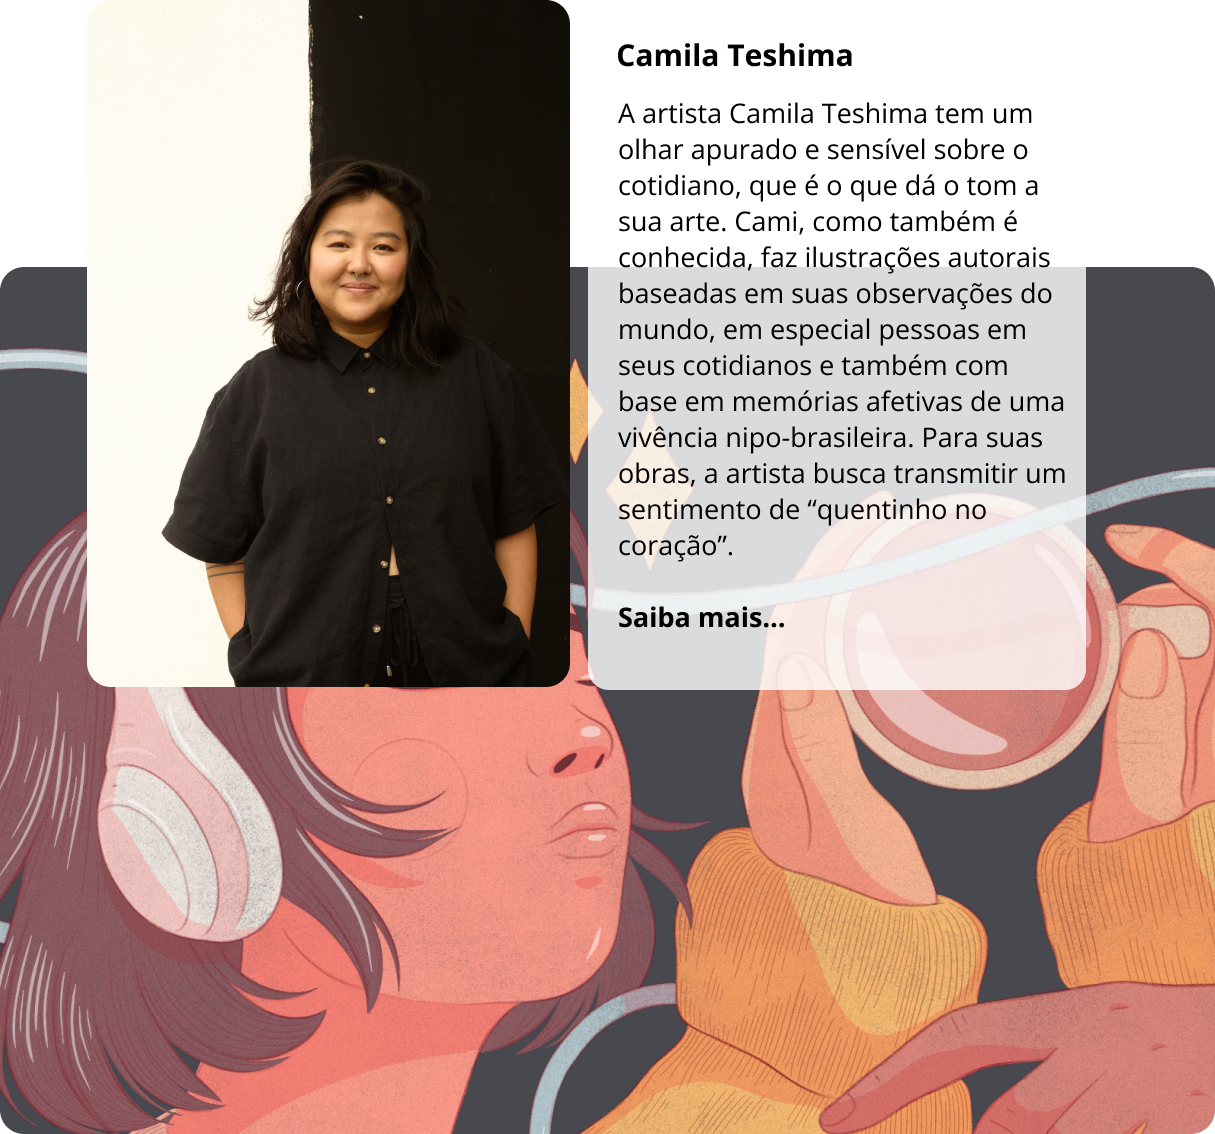 Camila Teshima
A artista Camila Teshima tem um
olhar apurado e sensível sobre o
cotidiano, que é o que dá o tom a
sua arte. Cami, como também é
conhecida, faz ilustrações autorais
baseadas em suas observações do
mundo, em especial pessoas em
seus cotidianos e também com
base em memórias afetivas de uma
vivência nipo-brasileira. Para suas
obras, a artista busca transmitir um
sentimento de “quentinho no
coração”.
Saiba mais...